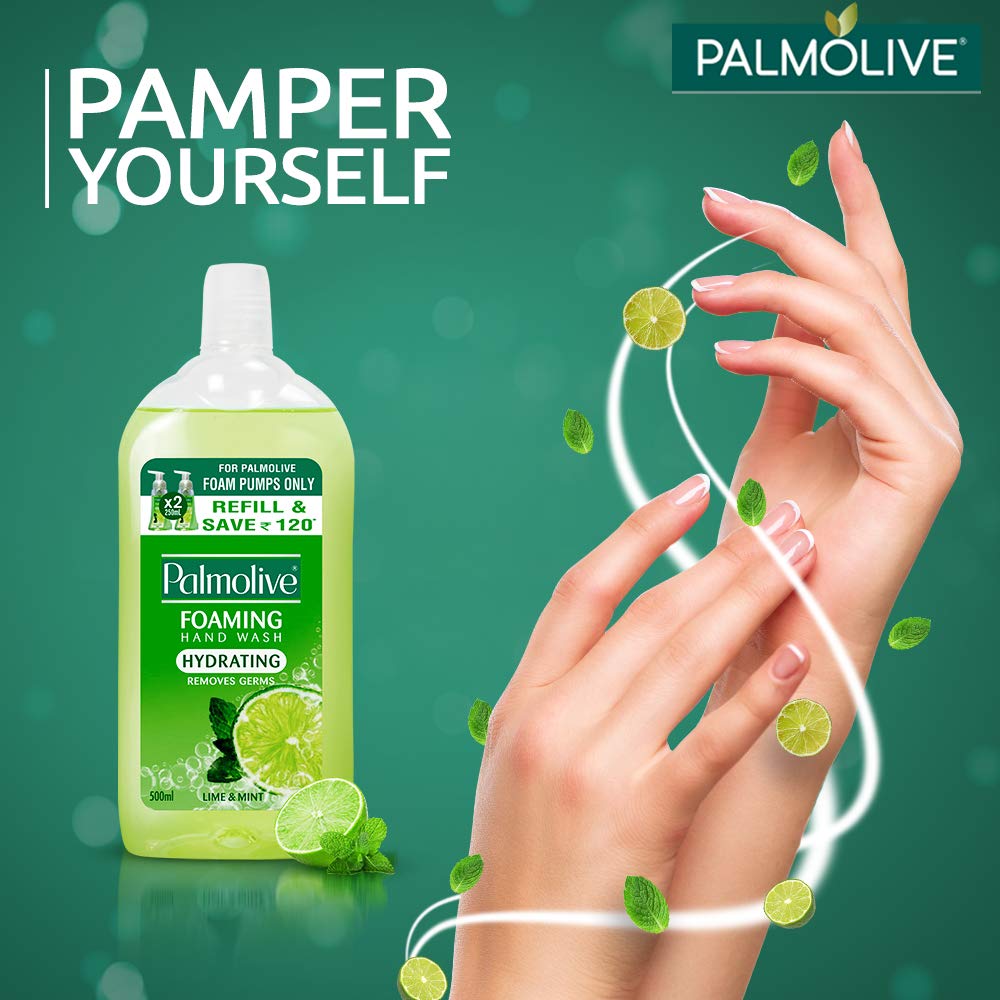 PAMPER
YOURSELF
PALMOLIVE®
FOR PALMOLIVE
FOAM PUMPS ONLY
x2
250mL
REFILL &
SAVE ₹ 120*
Palmolive®
FOAMING
HAND WASH
HYDRATING
REMOVES GERMS
500ml
LIME & MINT